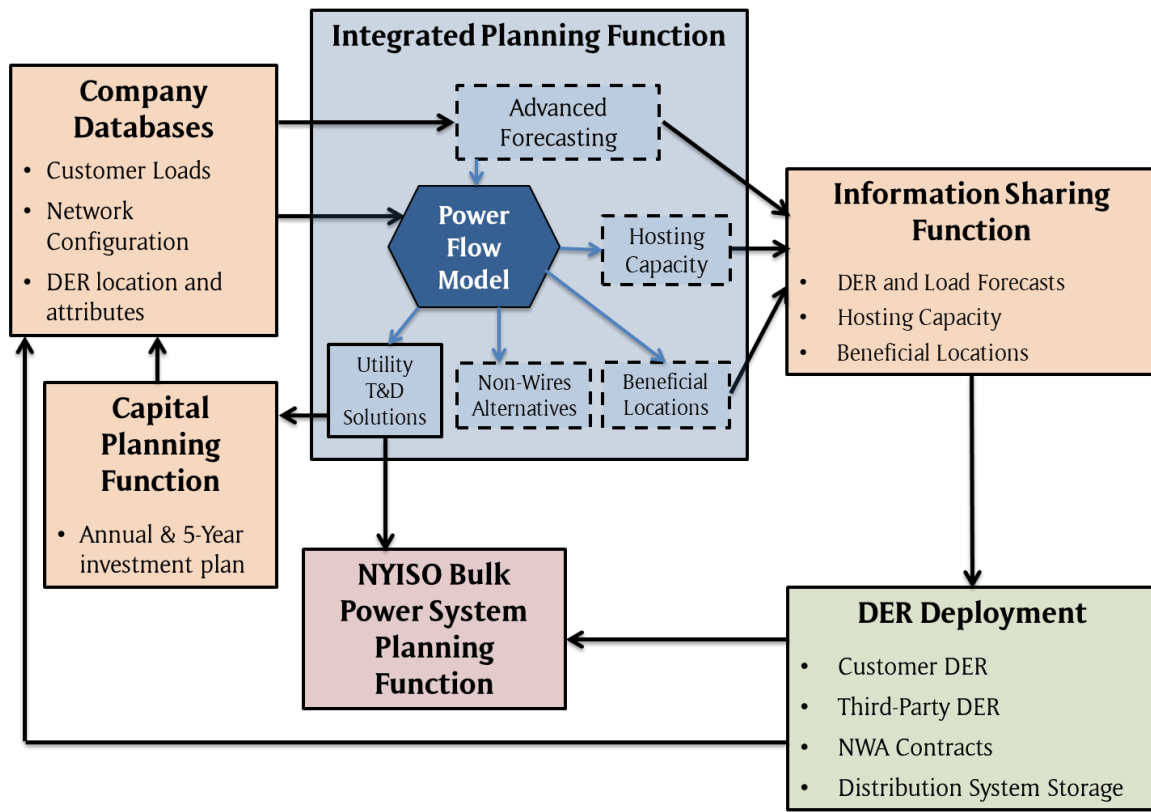 Integrated Planning Function
Company
Databases
• Customer Loads
• Network
Configuration
• DER location and
attributes
Advanced
Forecasting
Power
Flow
Model
Hosting
Capacity
Utility
T&D
Solutions
Non-Wires
Alternatives
Beneficial
Locations
Information Sharing
Function
• DER and Load Forecasts
• Hosting Capacity
• Beneficial Locations
Capital
Planning
Function
• Annual & 5-Year
investment plan
NYISO Bulk
Power System
Planning
Function
DER Deployment
• Customer DER
• Third-Party DER
• NWA Contracts
• Distribution System Storage